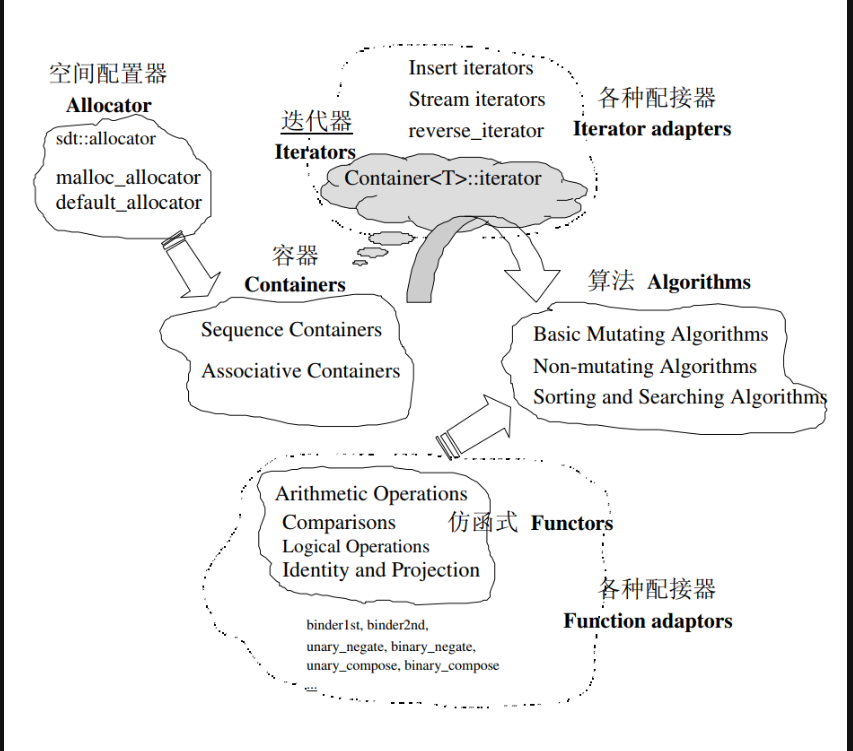 空间配置器
Allocator
sdt::allocator
malloc_allocator
default_allocator
迭代器
Iterators
Insert iterators
Stream iterators
reverse_iterator
Container<T>::iterator
各种配接器
Iterator adapters
容器
Containers
Sequence Containers
Associative Containers
算法 Algorithms
Basic Mutating Algorithms
Non-mutating Algorithms
Sorting and Searching Algorithms
Arithmetic Operations
Comparisons
Logical Operations
Identity and Projection
仿函式 Functors
各种配接器
Function adaptors
binder1st, binder2nd,
unary_negate, binary_negate,
unary_compose, binary_compose
...